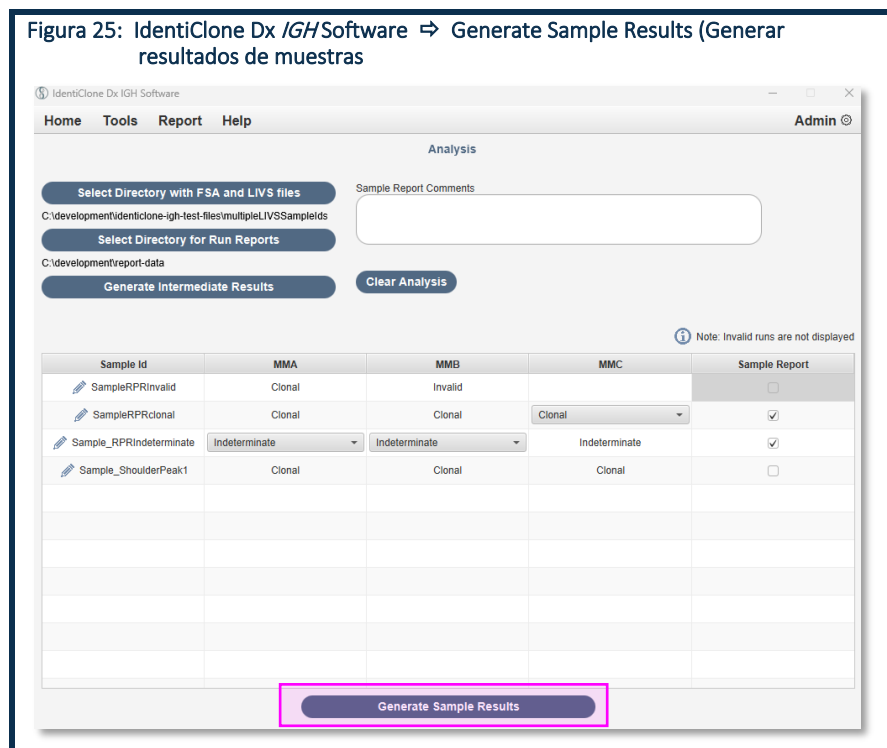 Figura 25: IdentiClone Dx IGH Software ⇨ Generate Sample Results (Generar
resultados de muestras
IdentiClone Dx IGH Software
Home Tools Report Help Admin
Analysis
Select Directory with FSA and LIVS files
Sample Report Comments
C:\development\identiclone-igh-test-files\multipleLIVSSampleIds
Select Directory for Run Reports
C:\development\report-data
Generate Intermediate Results
Clear Analysis
Note: Invalid runs are not displayed
Sample Id MMA MMB MMC Sample Report
SampleRPRInvalid Clonal Invalid
SampleRPRclonal Clonal Clonal Clonal
Sample_RPRIndeterminate Indeterminate Indeterminate Indeterminate
Sample_ShoulderPeak1 Clonal Clonal Clonal
Generate Sample Results